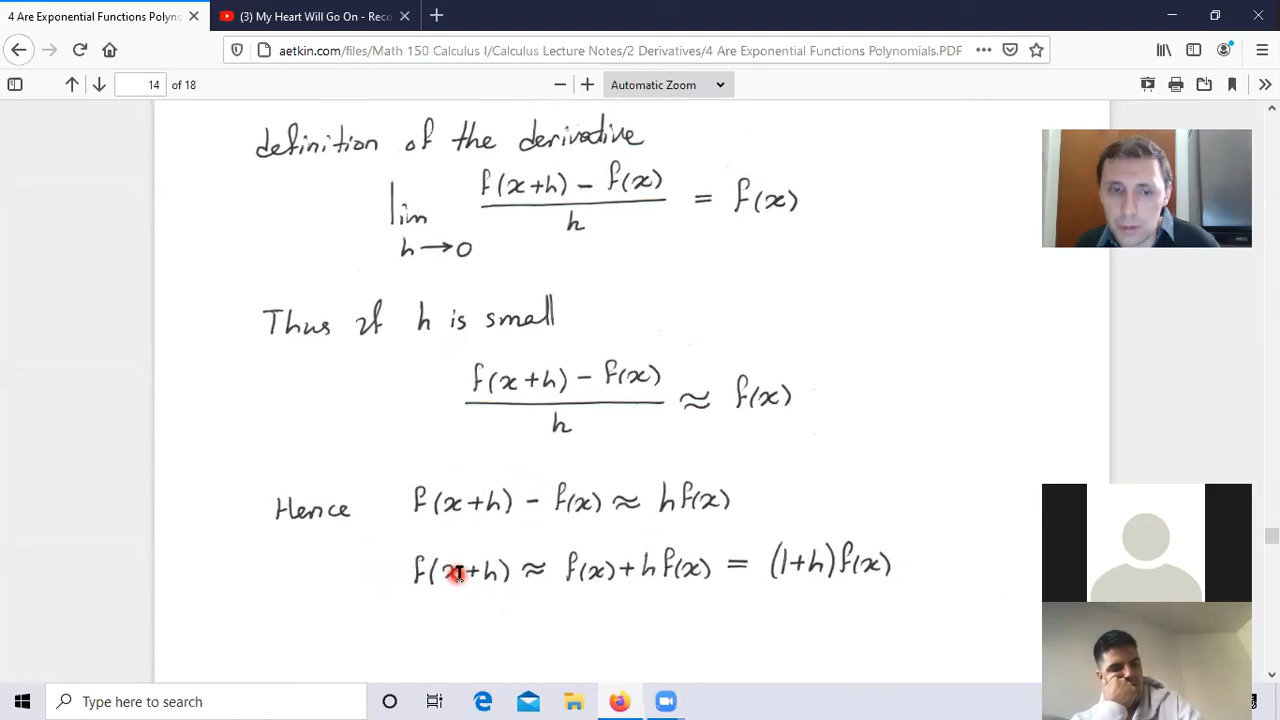 4 Are Exponential Functions Polyno
(3) My Heart Will Go On - Reco
aetkin.com/files/Math 150 Calculus I/Calculus Lecture Notes/2 Derivatives/4 Are Exponential Functions Polynomials.PDF
14 of 18
Automatic Zoom
definition of the derivative
lim h→0 f(x+h) - f(x) / h = f(x)
Thus if h is small
f(x+h) - f(x) / h ≈ f(x)
Hence f(x+h) - f(x) ≈ hf(x)
f(x+h) ≈ f(x)+hf(x) = (1+h)f(x)
Type here to search